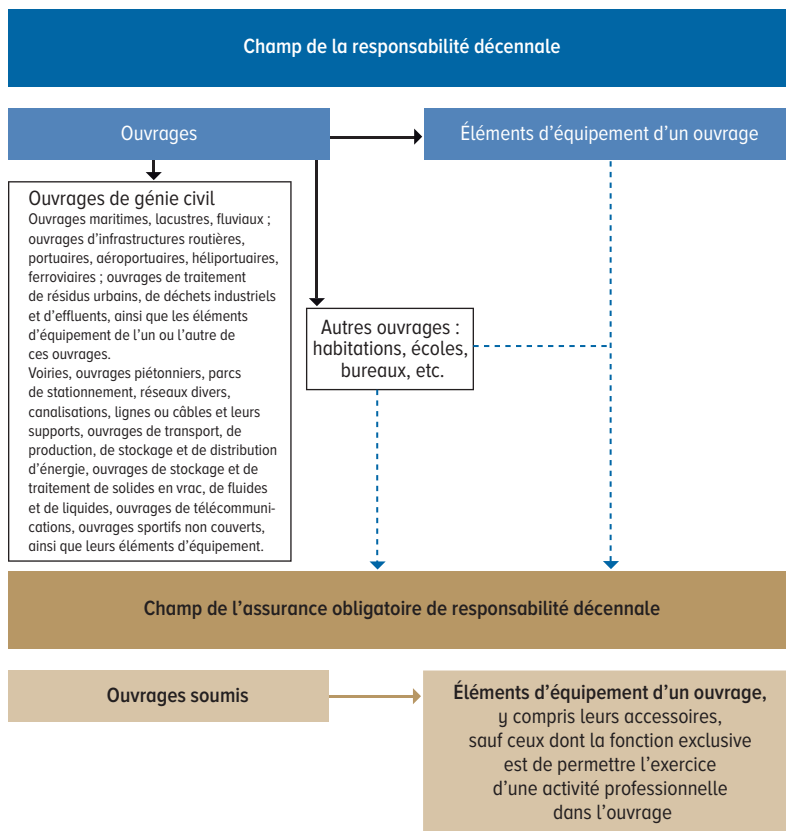 Champ de la responsabilité décennale
Ouvrages
Éléments d'équipement d'un ouvrage
Ouvrages de génie civil
Ouvrages maritimes, lacustres, fluviaux ;
ouvrages d'infrastructures routières,
portuaires, aéroportuaires, héliportuaires,
ferroviaires ; ouvrages de traitement
de résidus urbains, de déchets industriels
et d'effluents, ainsi que les éléments
d'équipement de l'un ou l'autre de
ces ouvrages.
Voiries, ouvrages piétonniers, parcs
de stationnement, réseaux divers,
canalisations, lignes ou câbles et leurs
supports, ouvrages de transport, de
production, de stockage et de distribution
d'énergie, ouvrages de stockage et de
traitement de solides en vrac, de fluides
et de liquides, ouvrages de télécommuni-
cations, ouvrages sportifs non couverts,
ainsi que leurs éléments d'équipement.
Autres ouvrages :
habitations, écoles,
bureaux, etc.
Champ de l'assurance obligatoire de responsabilité décennale
Ouvrages soumis
Éléments d'équipement d'un ouvrage,
y compris leurs accessoires,
sauf ceux dont la fonction exclusive
est de permettre l'exercice
d'une activité professionnelle
dans l'ouvrage